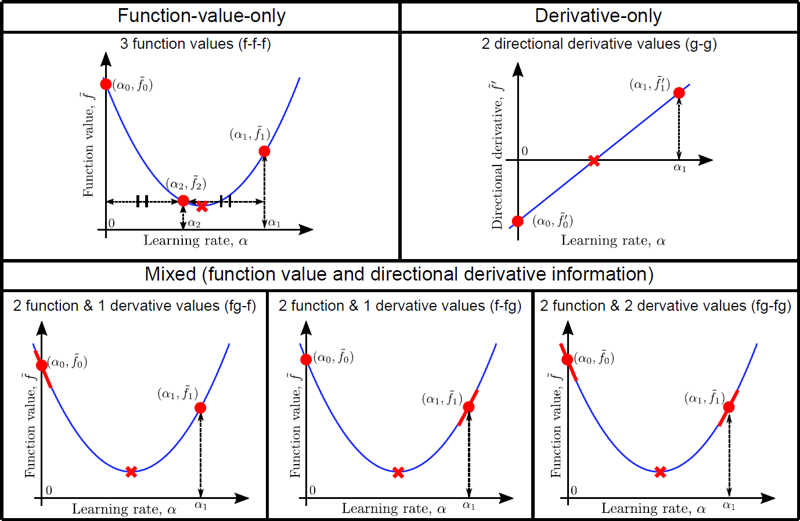 Function-value-only
3 function values (f-f-f)
Function value, f̃
(α₀, f̃₀)
(α₁, f̃₁)
(α₂, f̃₂)
0
α₂
α₁
Learning rate, α
Derivative-only
2 directional derivative values (g-g)
Directional derivative, f̃′
(α₁, f̃′₁)
0
α₁
(α₀, f̃′₀)
Learning rate, α
Mixed (function value and directional derivative information)
2 function & 1 dervative values (fg-f)
Function value, f̃
(α₀, f̃₀)
(α₁, f̃₁)
0
α₁
Learning rate, α
2 function & 1 dervative values (f-fg)
Function value, f̃
(α₀, f̃₀)
(α₁, f̃₁)
0
α₁
Learning rate, α
2 function & 2 dervative values (fg-fg)
Function value, f̃
(α₀, f̃₀)
(α₁, f̃₁)
0
α₁
Learning rate, α